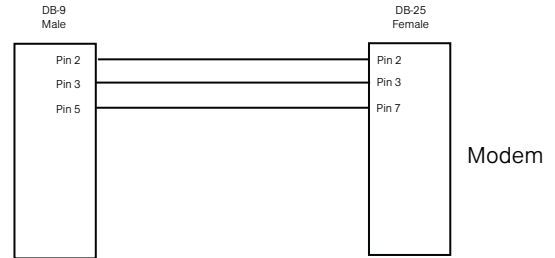 DB-9
Male
DB-25
Female
Pin 2
Pin 2
Pin 3
Pin 3
Pin 5
Pin 7
Modem